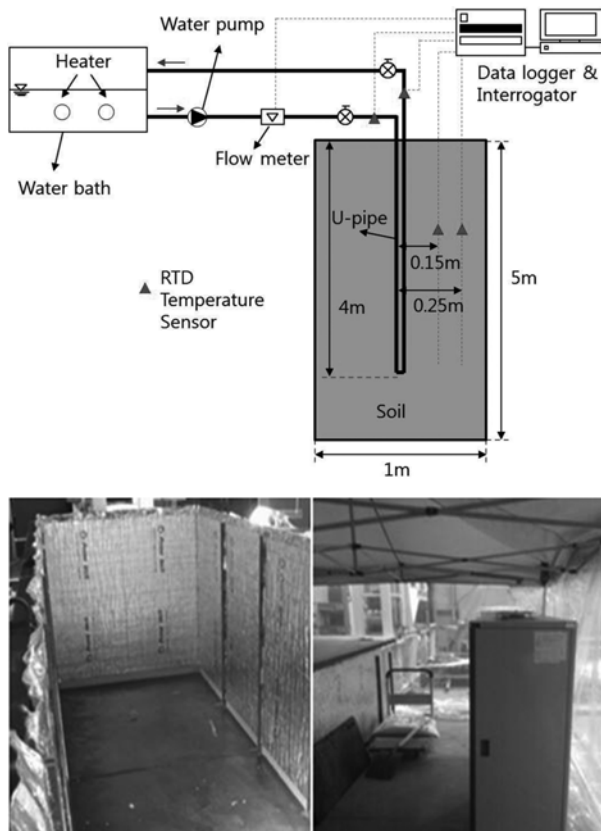 Water pump
Heater
Data logger &
Interrogator
Flow meter
Water bath
U-pipe
0.15m
5m
RTD
Temperature
Sensor
4m
0.25m
Soil
1m